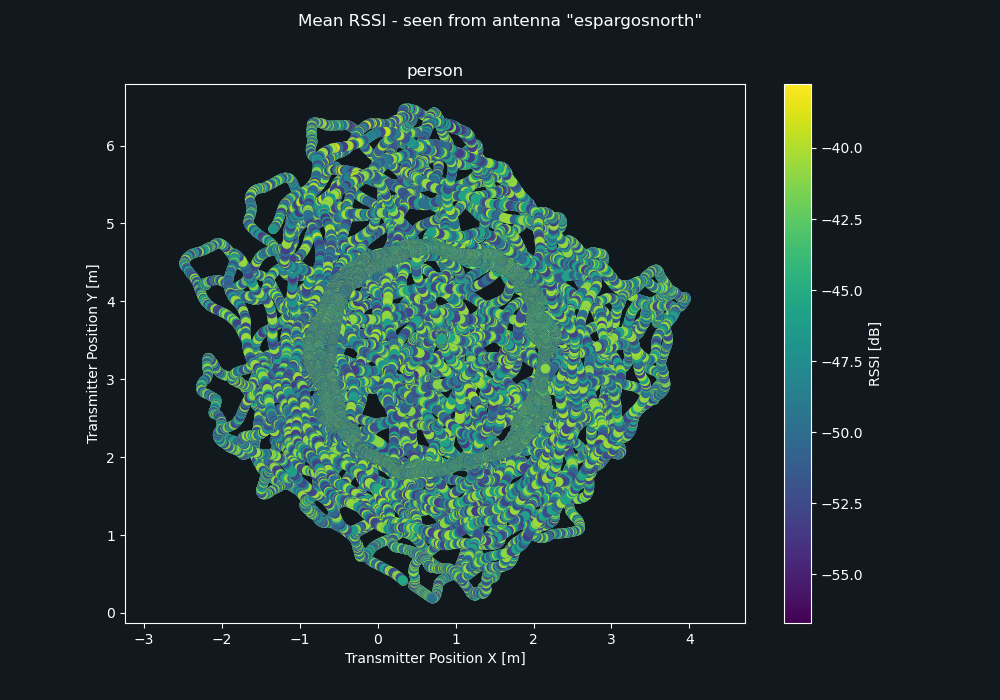 Mean RSSI - seen from antenna "espargosnorth"
person
6
5
4
3
2
1
0
Transmitter Position Y [m]
−3 −2 −1 0 1 2 3 4
Transmitter Position X [m]
−40.0
−42.5
−45.0
−47.5
−50.0
−52.5
−55.0
RSSI [dB]